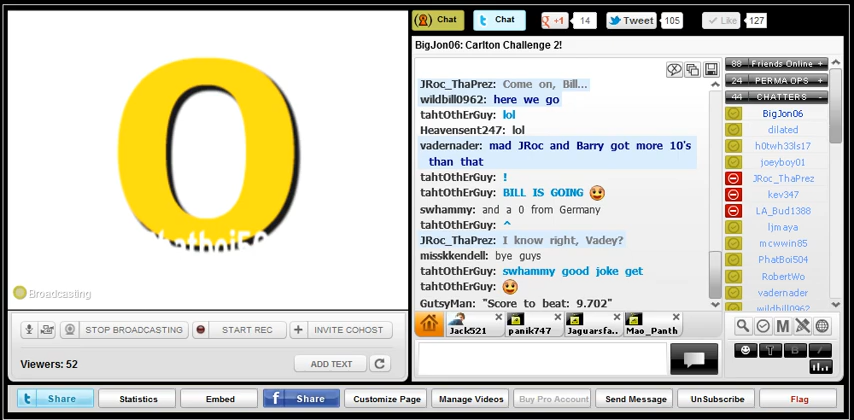 Chat
Chat
+1
14
Tweet
105
Like
127
BigJon06: Carlton Challenge 2!
O
Broadcasting
STOP BROADCASTING
START REC
INVITE COHOST
Viewers: 52
ADD TEXT
JRoc_ThaPrez: Come on, Bill...
wildbill0962: here we go
tahtOthErGuy: lol
Heavensent247: lol
vadernader: mad JRoc and Barry got more 10's
than that
tahtOthErGuy: !
tahtOthErGuy: BILL IS GOING
swhammy: and a 0 from Germany
tahtOthErGuy: ^
JRoc_ThaPrez: I know right, Vadey?
misskkendell: bye guys
tahtOthErGuy: swhammy good joke get
tahtOthErGuy:
GutsyMan: "Score to beat: 9.702"
Jack521
panik747
Jaguarsfa..
Mao_Panth
88 Friends Online +
24 PERMA OPS +
44 CHATTERS -
BigJon06
dilated
h0twh33ls17
joeyboy01
JRoc_ThaPrez
kev347
LA_Bud1388
ljmaya
mcwwin85
PhatBoi504
RobertWo
vadernader
wildbill0962
M
T
B
I
Share
Statistics
Embed
Share
Customize Page
Manage Videos
Buy Pro Account
Send Message
UnSubscribe
Flag